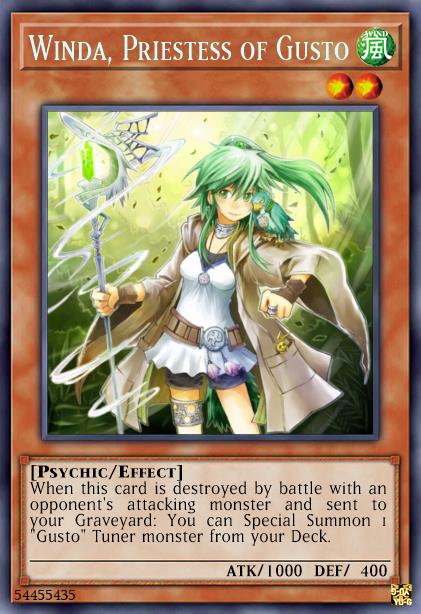 Winda, Priestess of Gusto
WIND
風
[Psychic/Effect]
When this card is destroyed by battle with an
opponent's attacking monster and sent to
your Graveyard: You can Special Summon 1
"Gusto" Tuner monster from your Deck.
ATK/1000 DEF/ 400
54455435